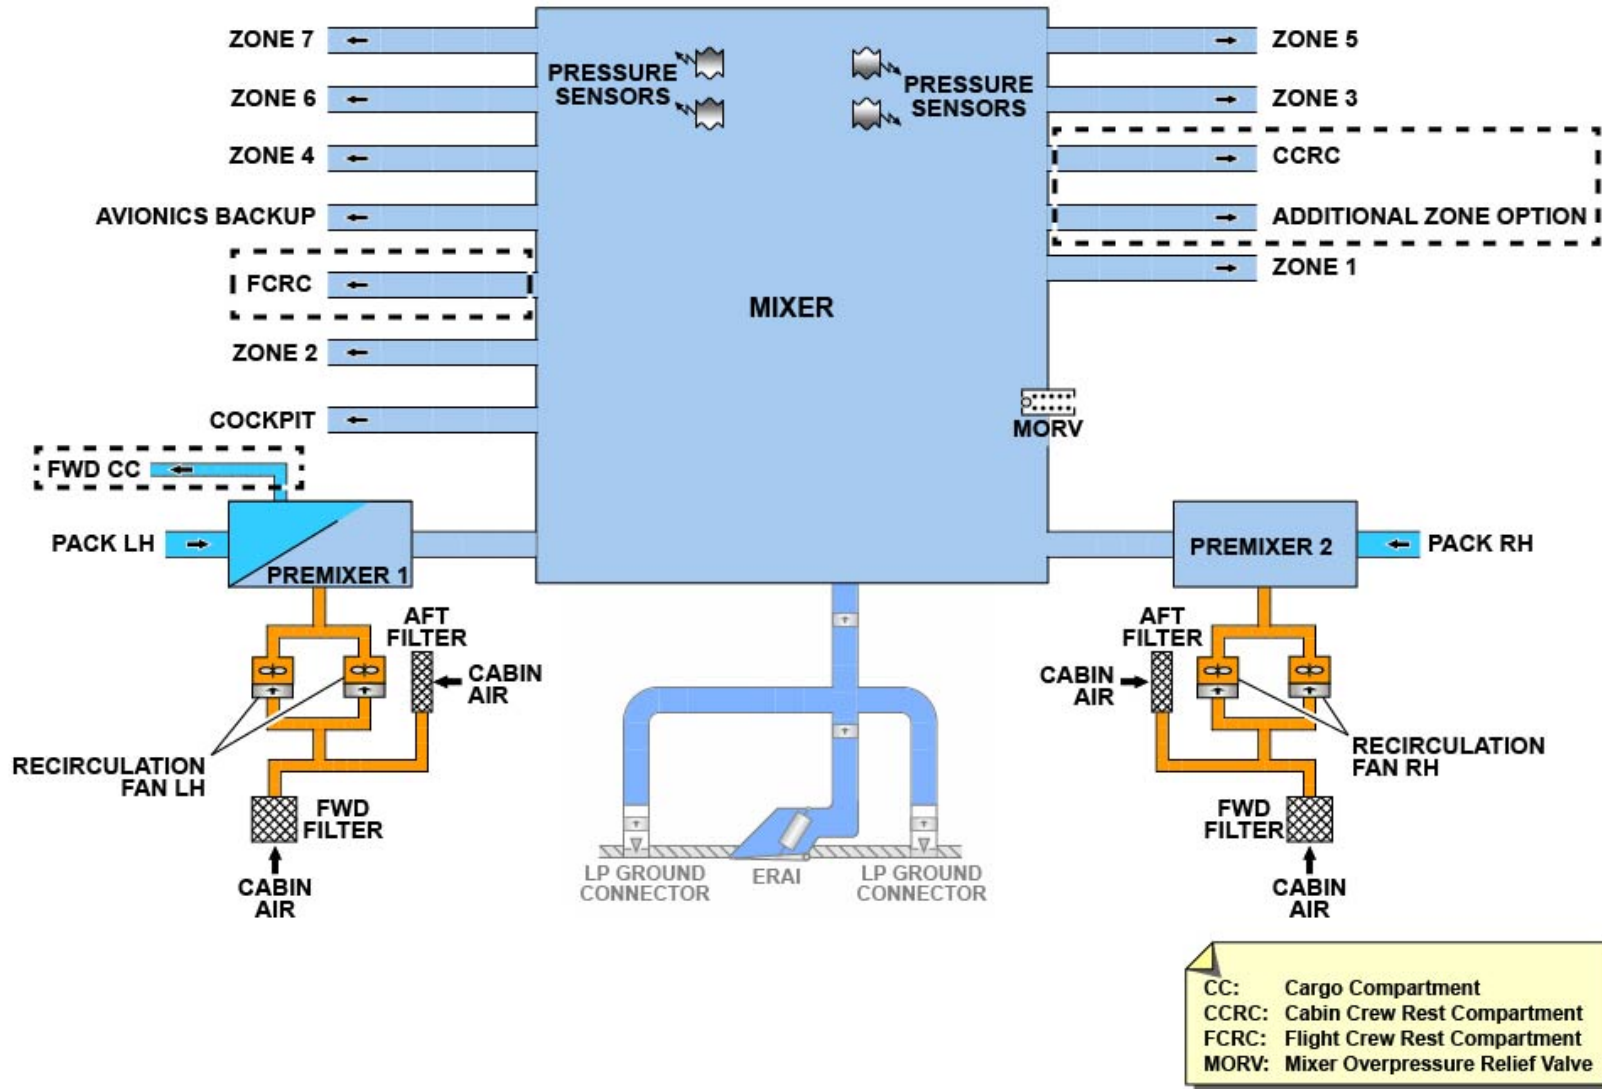 ZONE 7
ZONE 6
ZONE 4
AVIONICS BACKUP
FCRC
ZONE 2
COCKPIT
FWD CC
PACK LH
PRESSURE
SENSORS
PRESSURE
SENSORS
MIXER
MORV
ZONE 5
ZONE 3
CCRC
ADDITIONAL ZONE OPTION
ZONE 1
PREMIXER 1
PREMIXER 2
PACK RH
AFT
FILTER
CABIN
AIR
RECIRCULATION
FAN LH
FWD
FILTER
CABIN
AIR
LP GROUND
CONNECTOR
ERAI
LP GROUND
CONNECTOR
AFT
FILTER
CABIN
AIR
RECIRCULATION
FAN RH
FWD
FILTER
CABIN
AIR
CC: Cargo Compartment
CCRC: Cabin Crew Rest Compartment
FCRC: Flight Crew Rest Compartment
MORV: Mixer Overpressure Relief Valve